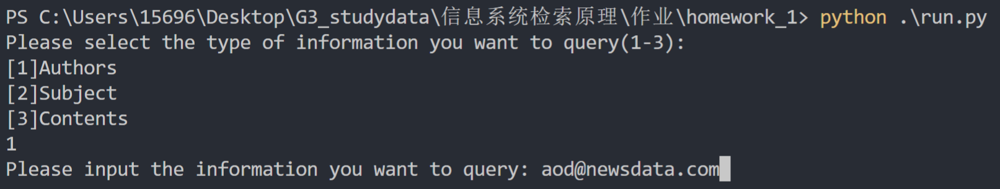 PS C:\Users\15696\Desktop\G3_studydata\信息系统检索原理\作业\homework_1> python .\run.py
Please select the type of information you want to query(1-3):
[1]Authors
[2]Subject
[3]Contents
1
Please input the information you want to query: aod@newsdata.com